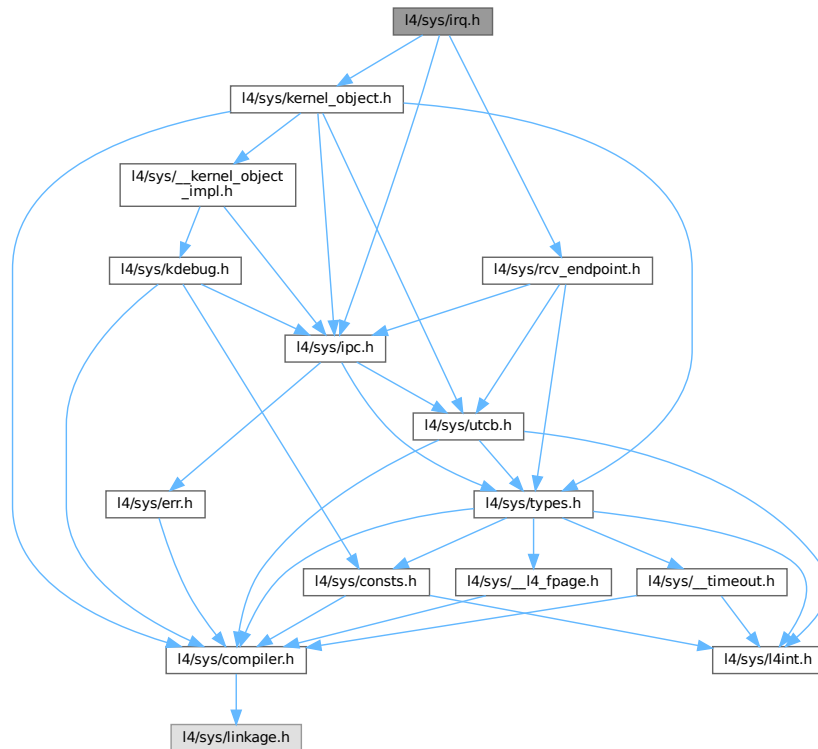 l4/sys/irq.h
l4/sys/kernel_object.h
l4/sys/__kernel_object
_impl.h
l4/sys/kdebug.h
l4/sys/rcv_endpoint.h
l4/sys/ipc.h
l4/sys/utcb.h
l4/sys/err.h
l4/sys/types.h
l4/sys/consts.h
l4/sys/__l4_fpage.h
l4/sys/__timeout.h
l4/sys/compiler.h
l4/sys/l4int.h
l4/sys/linkage.h